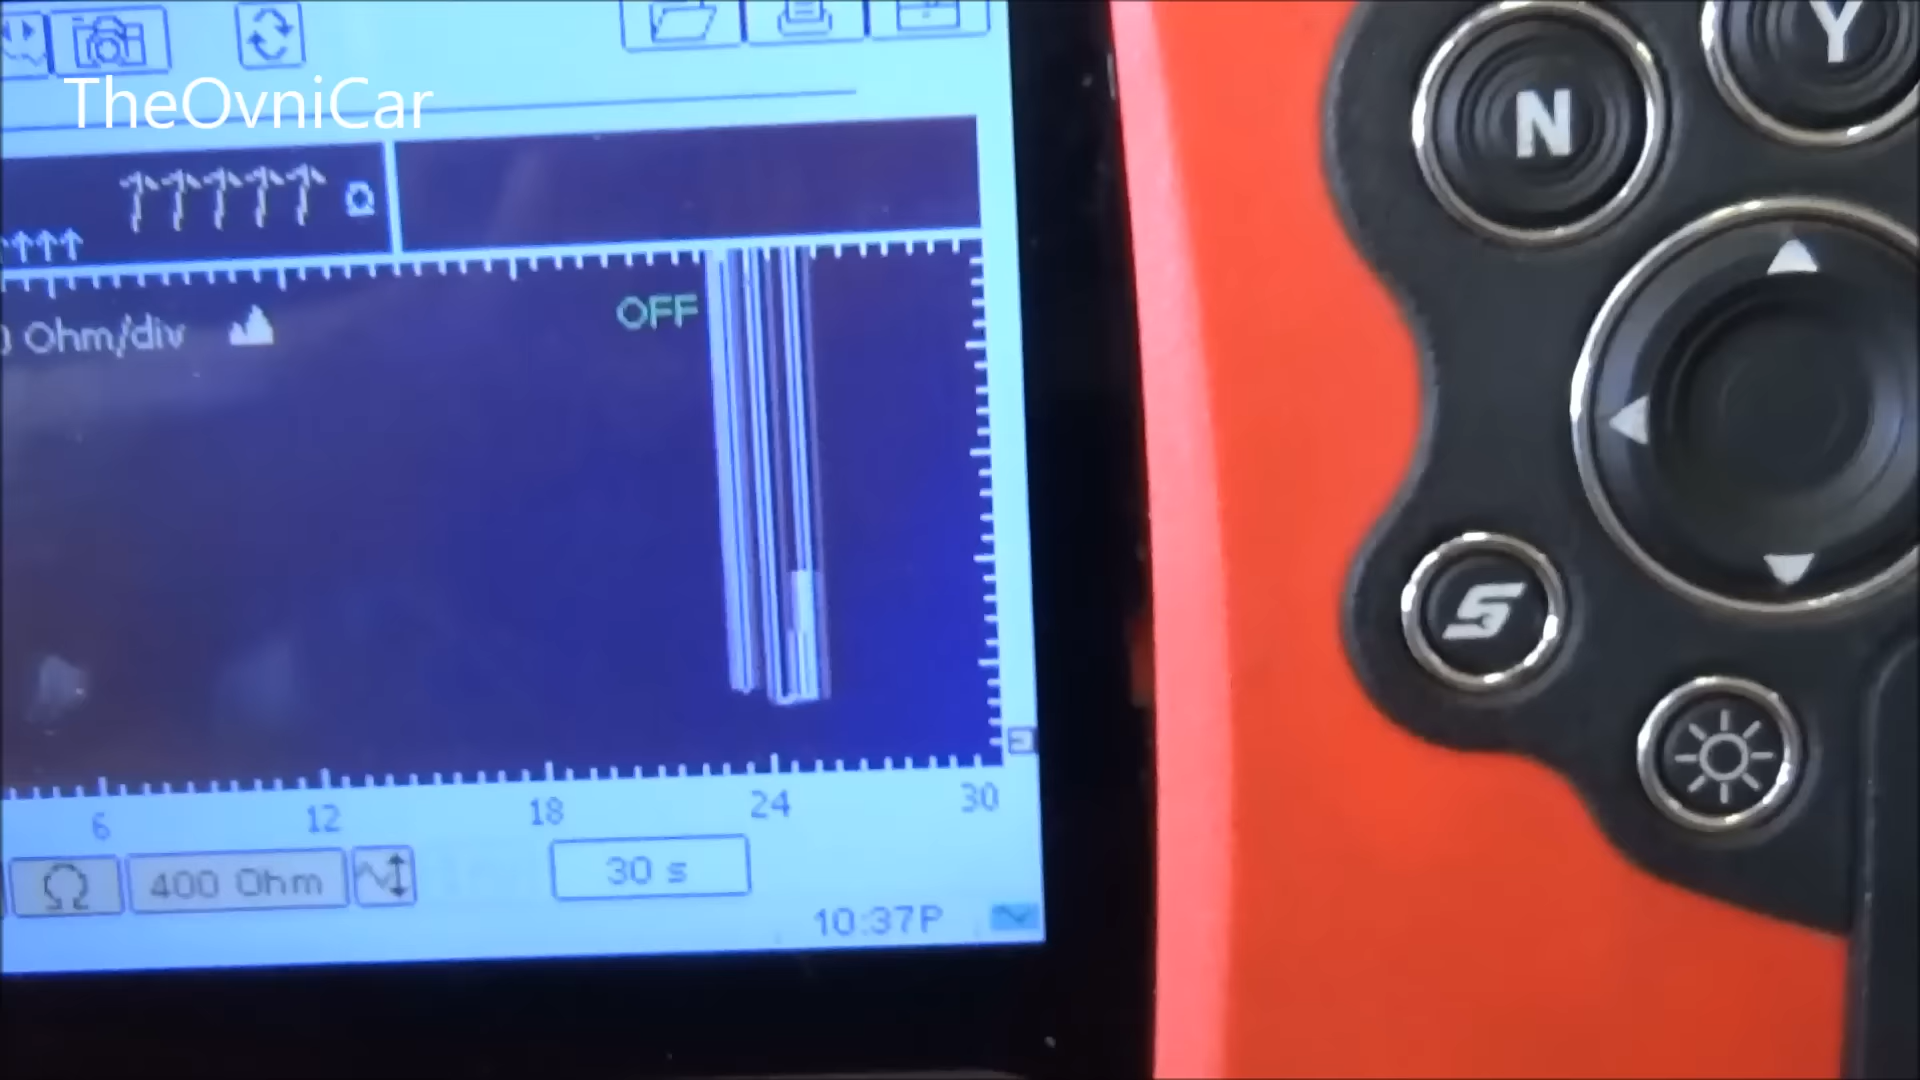 TheOvniCar
↑↑↑↑↑ Ω
↑↑↑↑
Ohm/div
OFF
6 12 18 24 30
Ω 400 Ohm 30 s
10:37P
N
Y
S